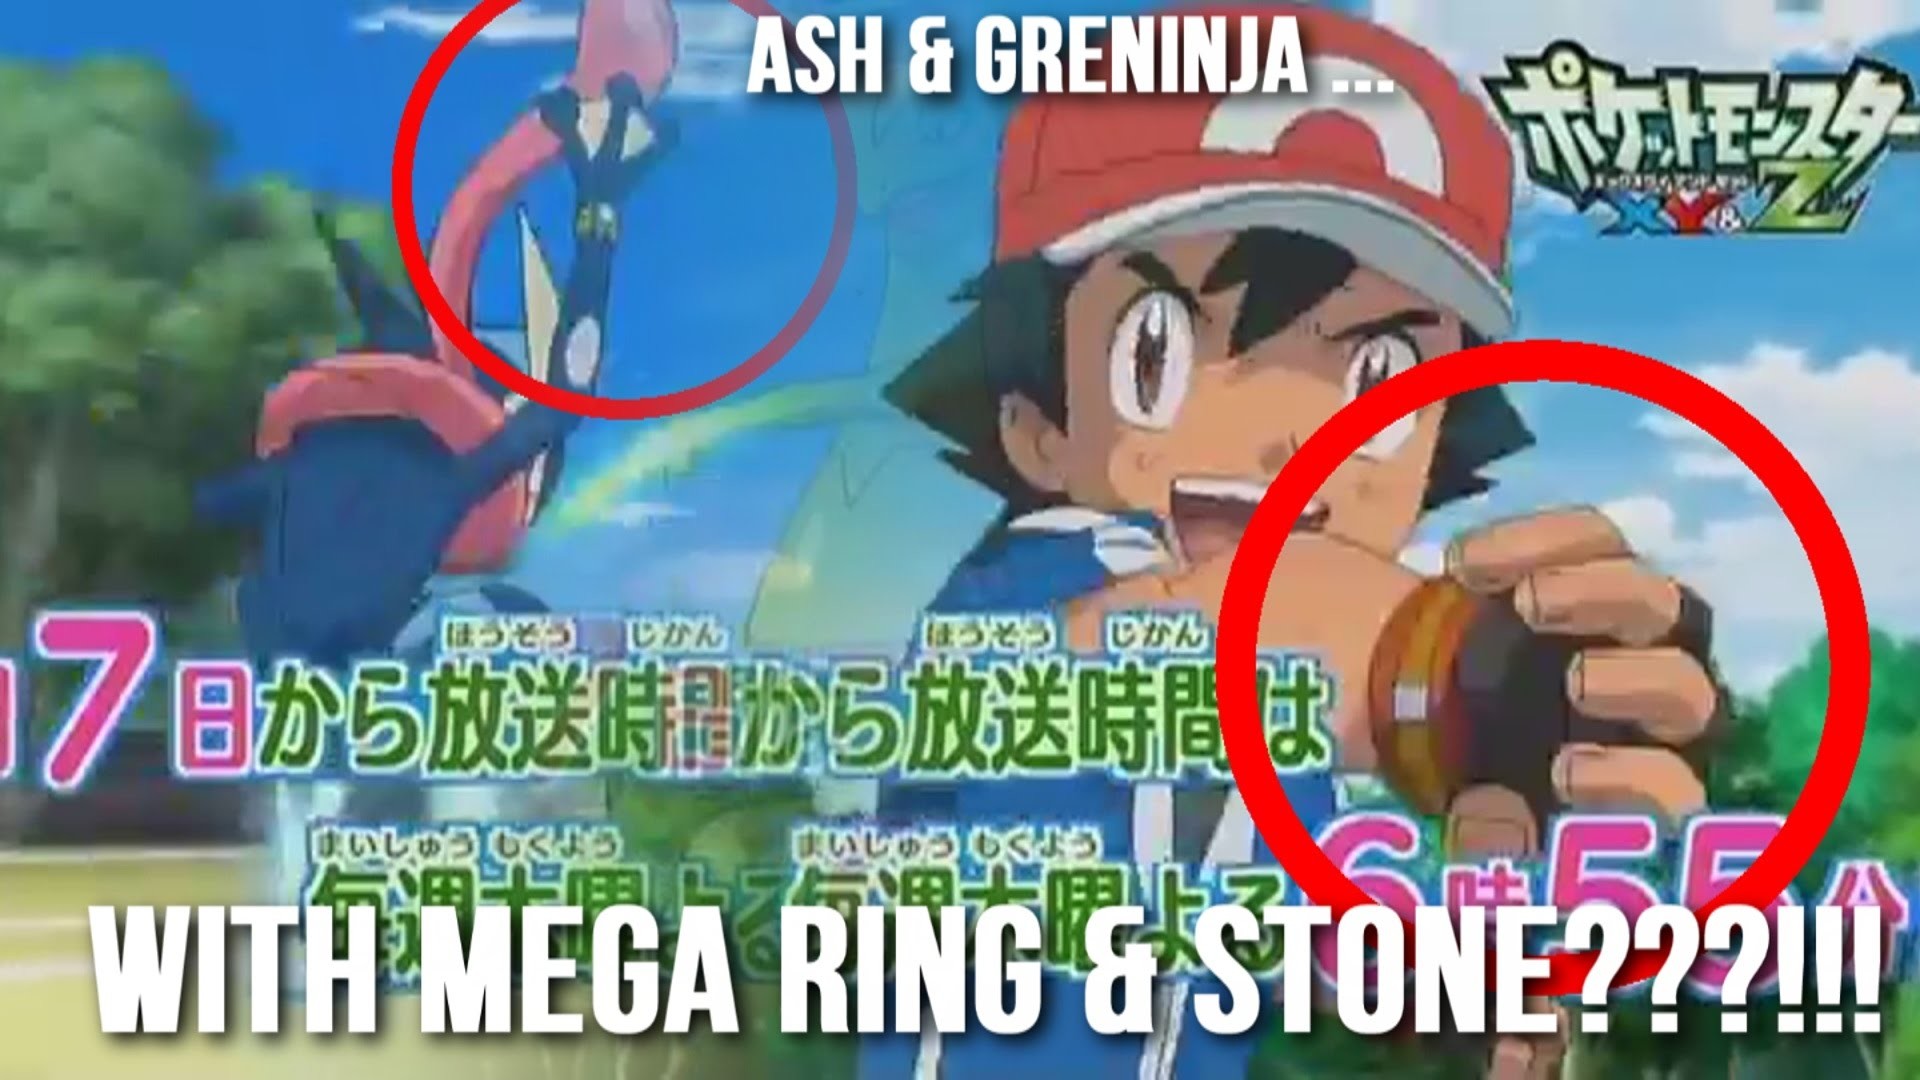 ASH & GRENINJA ...
ポケットモンスター
XY&Z
ほうそう じかん ほうそう じかん
7日から放送時 から放送時間は
まいしゅう もくよう まいしゅう もくよう
毎週木曜よる毎週木曜よる 6時55分
WITH MEGA RING & STONE???!!!